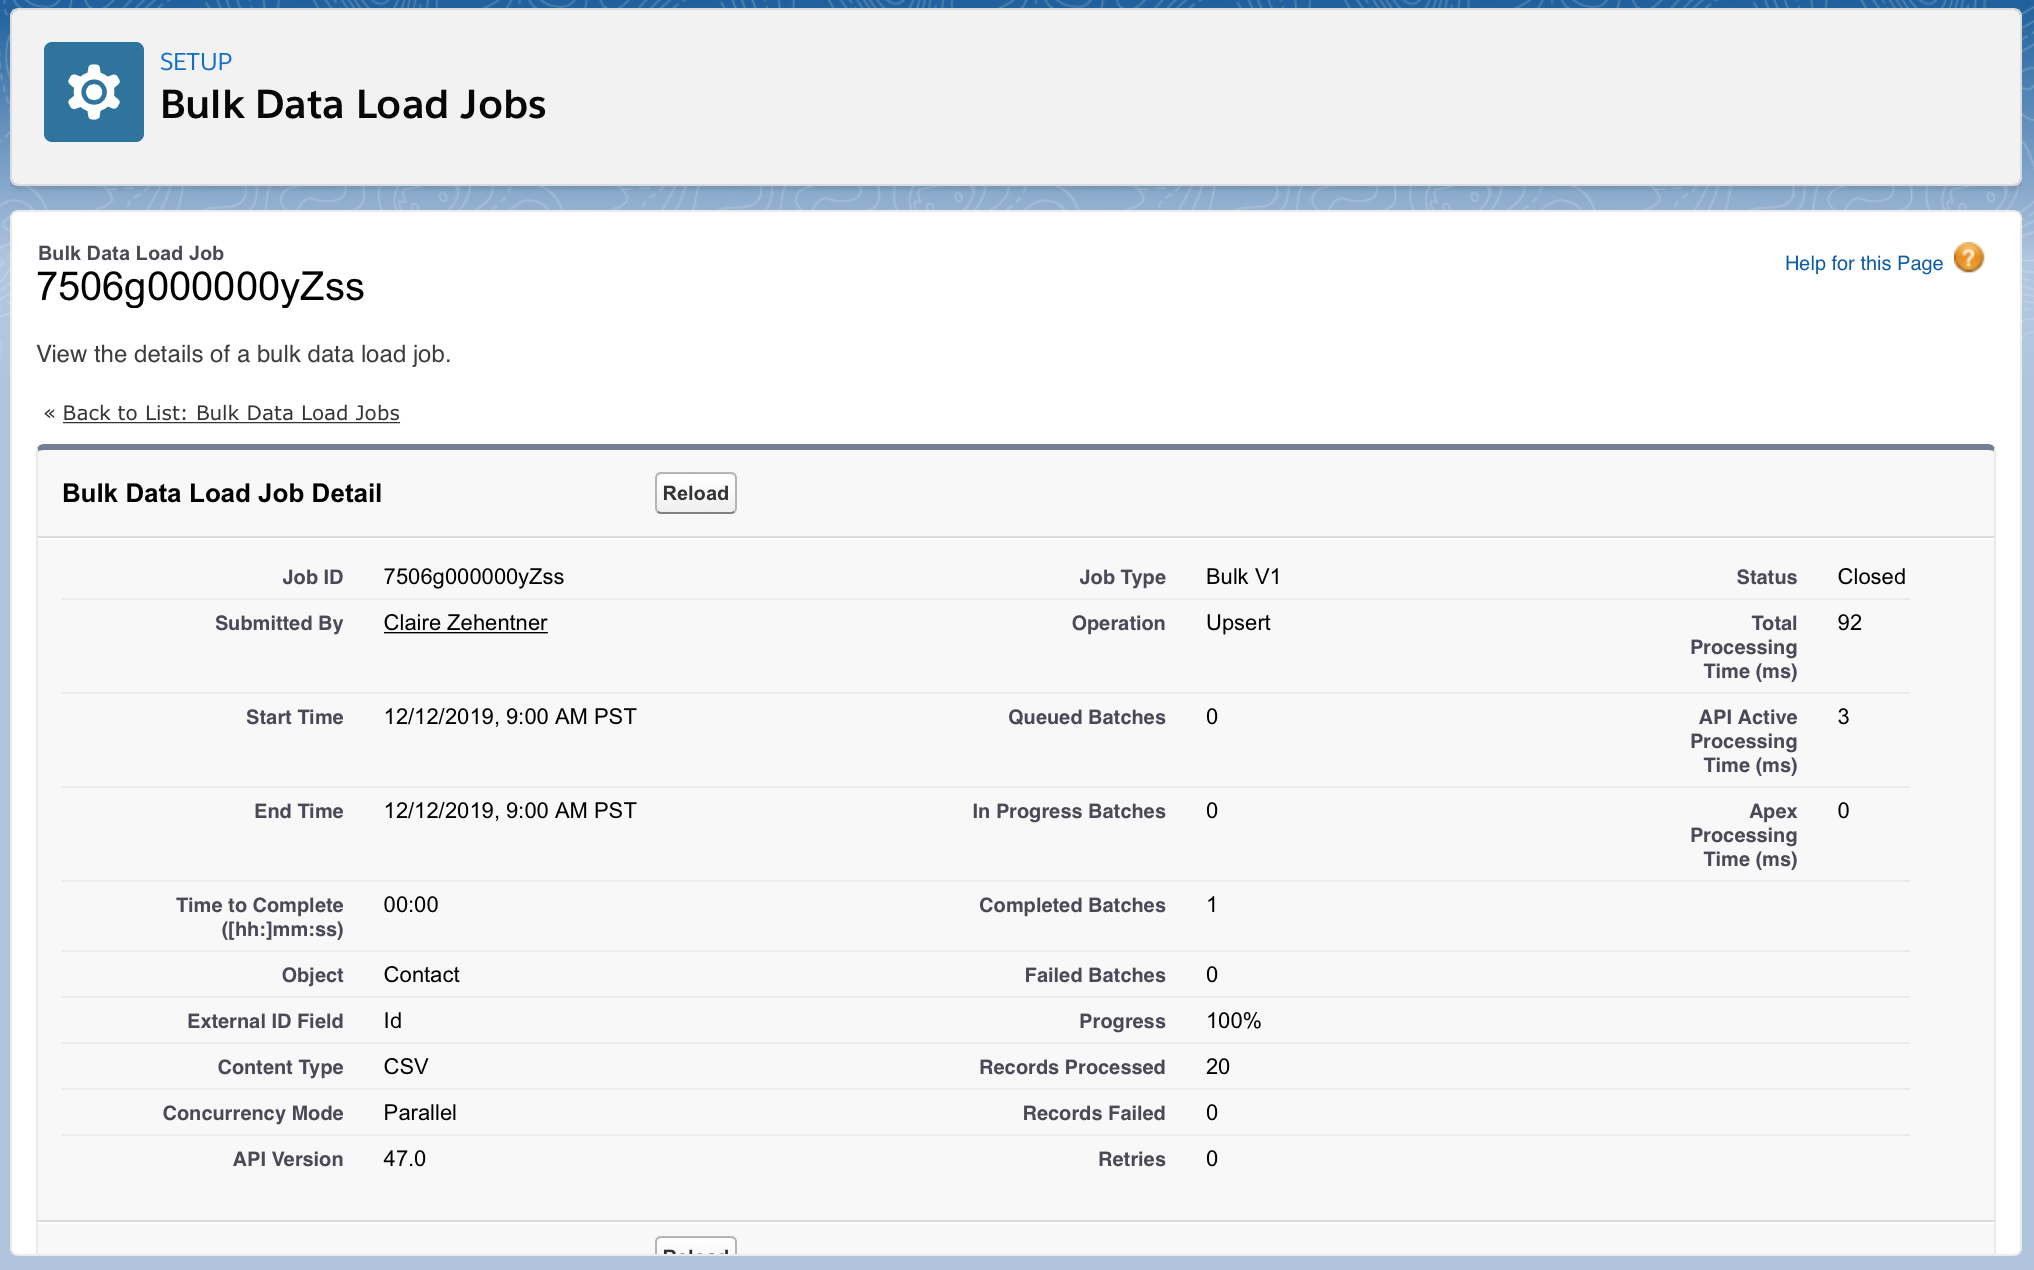 SETUP
Bulk Data Load Jobs
Bulk Data Load Job
7506g000000yZss
Help for this Page
?
View the details of a bulk data load job.
« Back to List: Bulk Data Load Jobs
Bulk Data Load Job Detail
Reload
Job ID 7506g000000yZss Job Type Bulk V1 Status Closed
Submitted By Claire Zehentner Operation Upsert Total
Processing
Time (ms) 92
Start Time 12/12/2019, 9:00 AM PST Queued Batches 0 API Active
Processing
Time (ms) 3
End Time 12/12/2019, 9:00 AM PST In Progress Batches 0 Apex
Processing
Time (ms) 0
Time to Complete
([hh:]mm:ss) 00:00 Completed Batches 1
Object Contact Failed Batches 0
External ID Field Id Progress 100%
Content Type CSV Records Processed 20
Concurrency Mode Parallel Records Failed 0
API Version 47.0 Retries 0
Reload